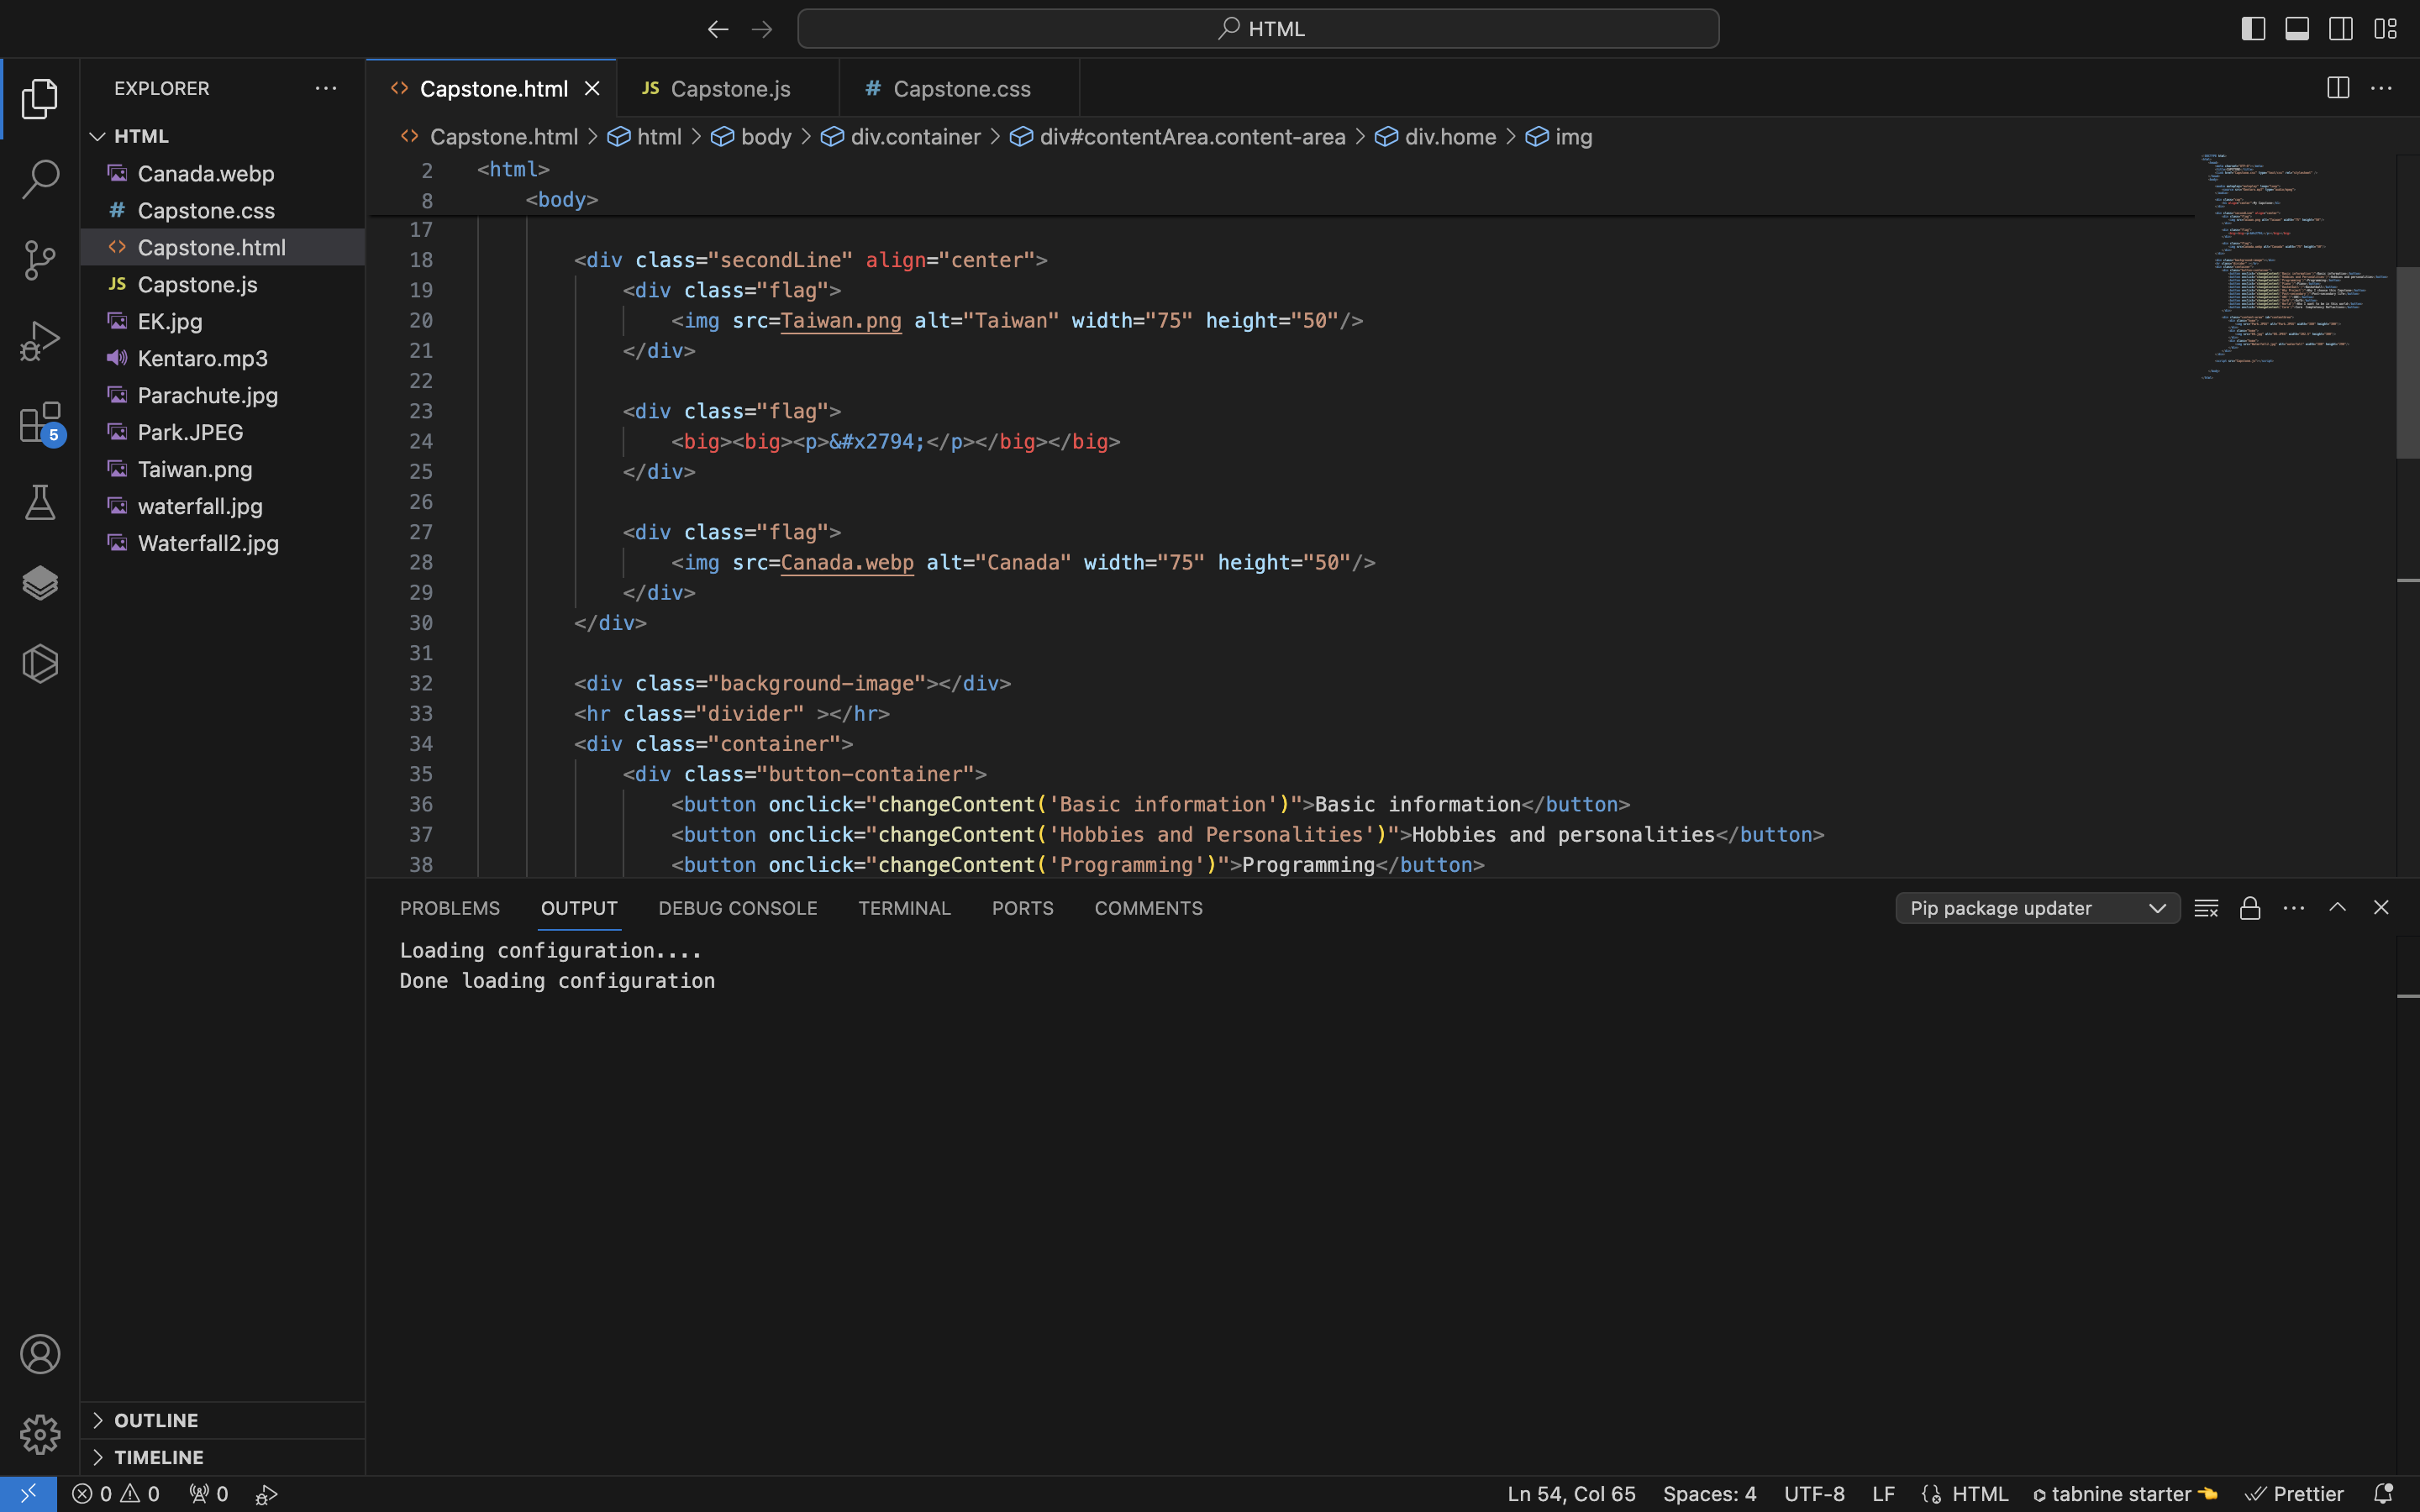 HTML
EXPLORER
HTML
Canada.webp
Capstone.css
Capstone.html
Capstone.js
EK.jpg
Kentaro.mp3
Parachute.jpg
Park.JPEG
Taiwan.png
waterfall.jpg
Waterfall2.jpg
5
OUTLINE
TIMELINE
Capstone.html
JS Capstone.js
# Capstone.css
Capstone.html > html > body > div.container > div#contentArea.content-area > div.home > img
2 <html>
8 <body>
17
18 <div class="secondLine" align="center">
19 <div class="flag">
20 <img src=Taiwan.png alt="Taiwan" width="75" height="50"/>
21 </div>
22
23 <div class="flag">
24 <big><big><p>&#x2794;</p></big></big>
25 </div>
26
27 <div class="flag">
28 <img src=Canada.webp alt="Canada" width="75" height="50"/>
29 </div>
30 </div>
31
32 <div class="background-image"></div>
33 <hr class="divider" ></hr>
34 <div class="container">
35 <div class="button-container">
36 <button onclick="changeContent('Basic information')">Basic information</button>
37 <button onclick="changeContent('Hobbies and Personalities')">Hobbies and personalities</button>
38 <button onclick="changeContent('Programming')">Programming</button>
PROBLEMS OUTPUT DEBUG CONSOLE TERMINAL PORTS COMMENTS Pip package updater
Loading configuration....
Done loading configuration
0 0 0 Ln 54, Col 65 Spaces: 4 UTF-8 LF HTML tabnine starter Prettier